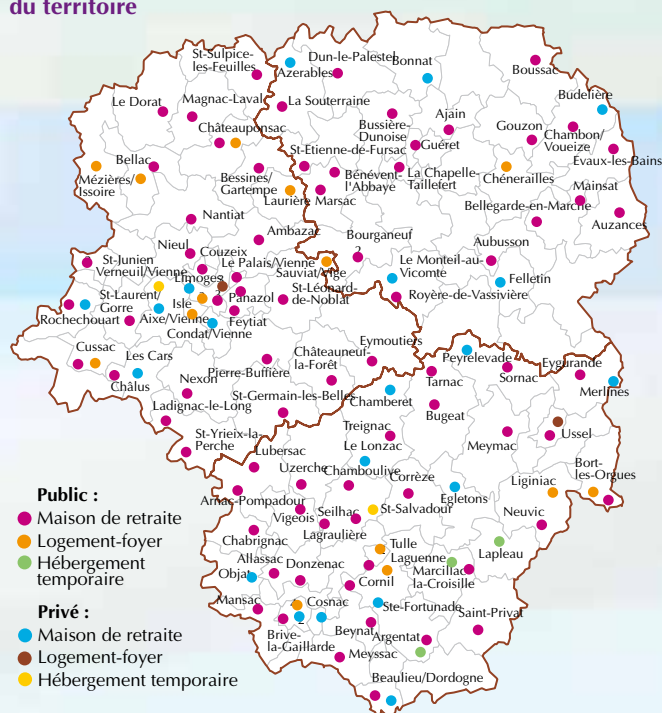 du territoire
St-Sulpice-
les-Feuilles
Dun-le-Palestel
Azerables
Bonnat
Boussac
Le Dorat
Magnac-Laval
La Souterraine
Budelière
Châteauponsac
Bussière-
Dunoise
Ajain
Gouzon
Chambon/
Voueize
Guéret
St-Etienne-de-Fursac
Evaux-les-Bains
Bellac
Mézières/
Issoire
Bessines/
Gartempe
Bénévent-
l'Abbaye
La Chapelle-
Taillefert
Chénerailles
Laurière
Marsac
Mainsat
Bellegarde-en-Marche
Auzances
Nantiat
Ambazac
Bourganeuf
2
Aubusson
Nieul
Couzeix
St-Junien
Verneuil/Vienne
Le Palais/Vienne
Limoges
Sauviat/Vige
Le Monteil-au-
Vicomte
Felletin
St-Laurent/
Gorre
Isle
Panazol
St-Léonard-
de-Noblat
Royère-de-Vassivière
Rochechouart
Aixe/Vienne
Feytiat
Condat/Vienne
Cussac
Les Cars
Châteauneuf-
la-Forêt
Eymoutiers
Peyrelevade
Eygurande
Pierre-Buffière
Châlus
Nexon
Tarnac
Sornac
Merlines
Ladignac-le-Long
St-Germain-les-Belles
Chamberet
Bugeat
St-Yrieix-la-
Perche
Treignac
Le Lonzac
Meymac
Ussel
Lubersac
Uzerche
Chamboulive
Corrèze
Bort-
les-Orgues
Liginiac
Arnac-Pompadour
Egletons
Vigeois
Seilhac
St-Salvadour
Neuvic
Chabrignac
Lagraulière
Tulle
Lapleau
Allassac
Donzenac
Laguenne
Marcillac-
la-Croisille
Objat
Cornil
Mansac
Cosnac
2
Ste-Fortunade
Saint-Privat
Brive-
la-Gaillarde
Beynat
Argentat
Meyssac
Beaulieu/Dordogne
Public :
Maison de retraite
Logement-foyer
Hébergement
temporaire
Privé :
Maison de retraite
Logement-foyer
Hébergement temporaire